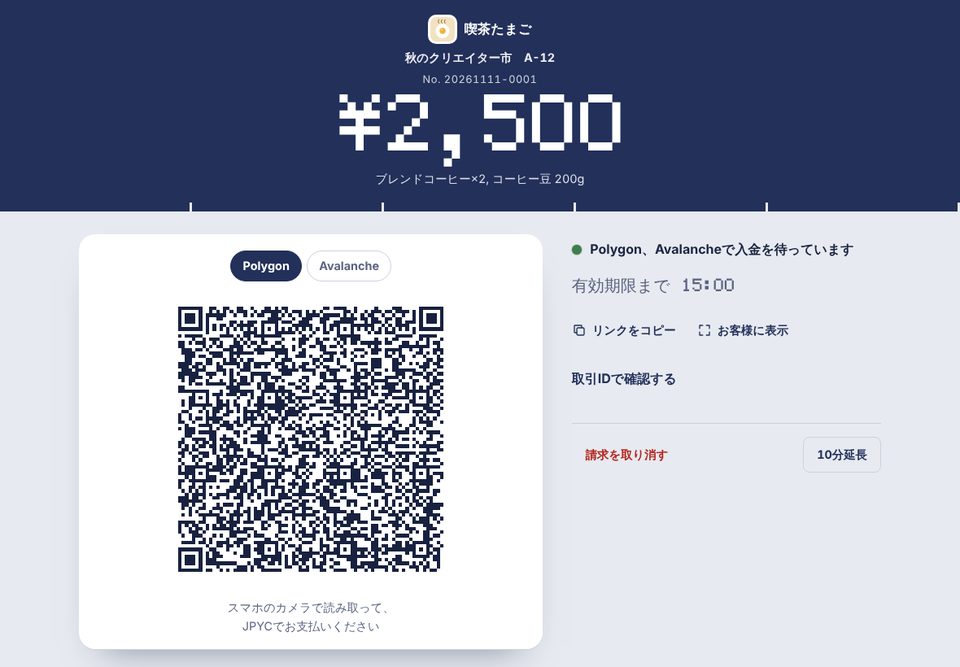 喫茶たまご
秋のクリエイター市 A-12
No. 20261111-0001
¥2,500
ブレンドコーヒー×2, コーヒー豆 200g
Polygon Avalanche
スマホのカメラで読み取って、
JPYCでお支払いください
Polygon、Avalancheで入金を待っています
有効期限まで 15:00
リンクをコピー お客様に表示
取引IDで確認する
請求を取り消す 10分延長